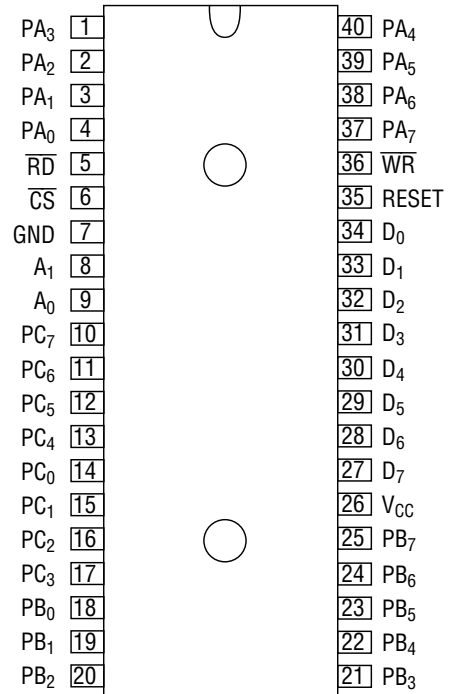 PA₃ 1 40 PA₄
PA₂ 2 39 PA₅
PA₁ 3 38 PA₆
PA₀ 4 37 PA₇
R̅D̅ 5 36 W̅R̅
C̅S̅ 6 35 RESET
GND 7 34 D₀
A₁ 8 33 D₁
A₀ 9 32 D₂
PC₇ 10 31 D₃
PC₆ 11 30 D₄
PC₅ 12 29 D₅
PC₄ 13 28 D₆
PC₀ 14 27 D₇
PC₁ 15 26 V_CC
PC₂ 16 25 PB₇
PC₃ 17 24 PB₆
PB₀ 18 23 PB₅
PB₁ 19 22 PB₄
PB₂ 20 21 PB₃